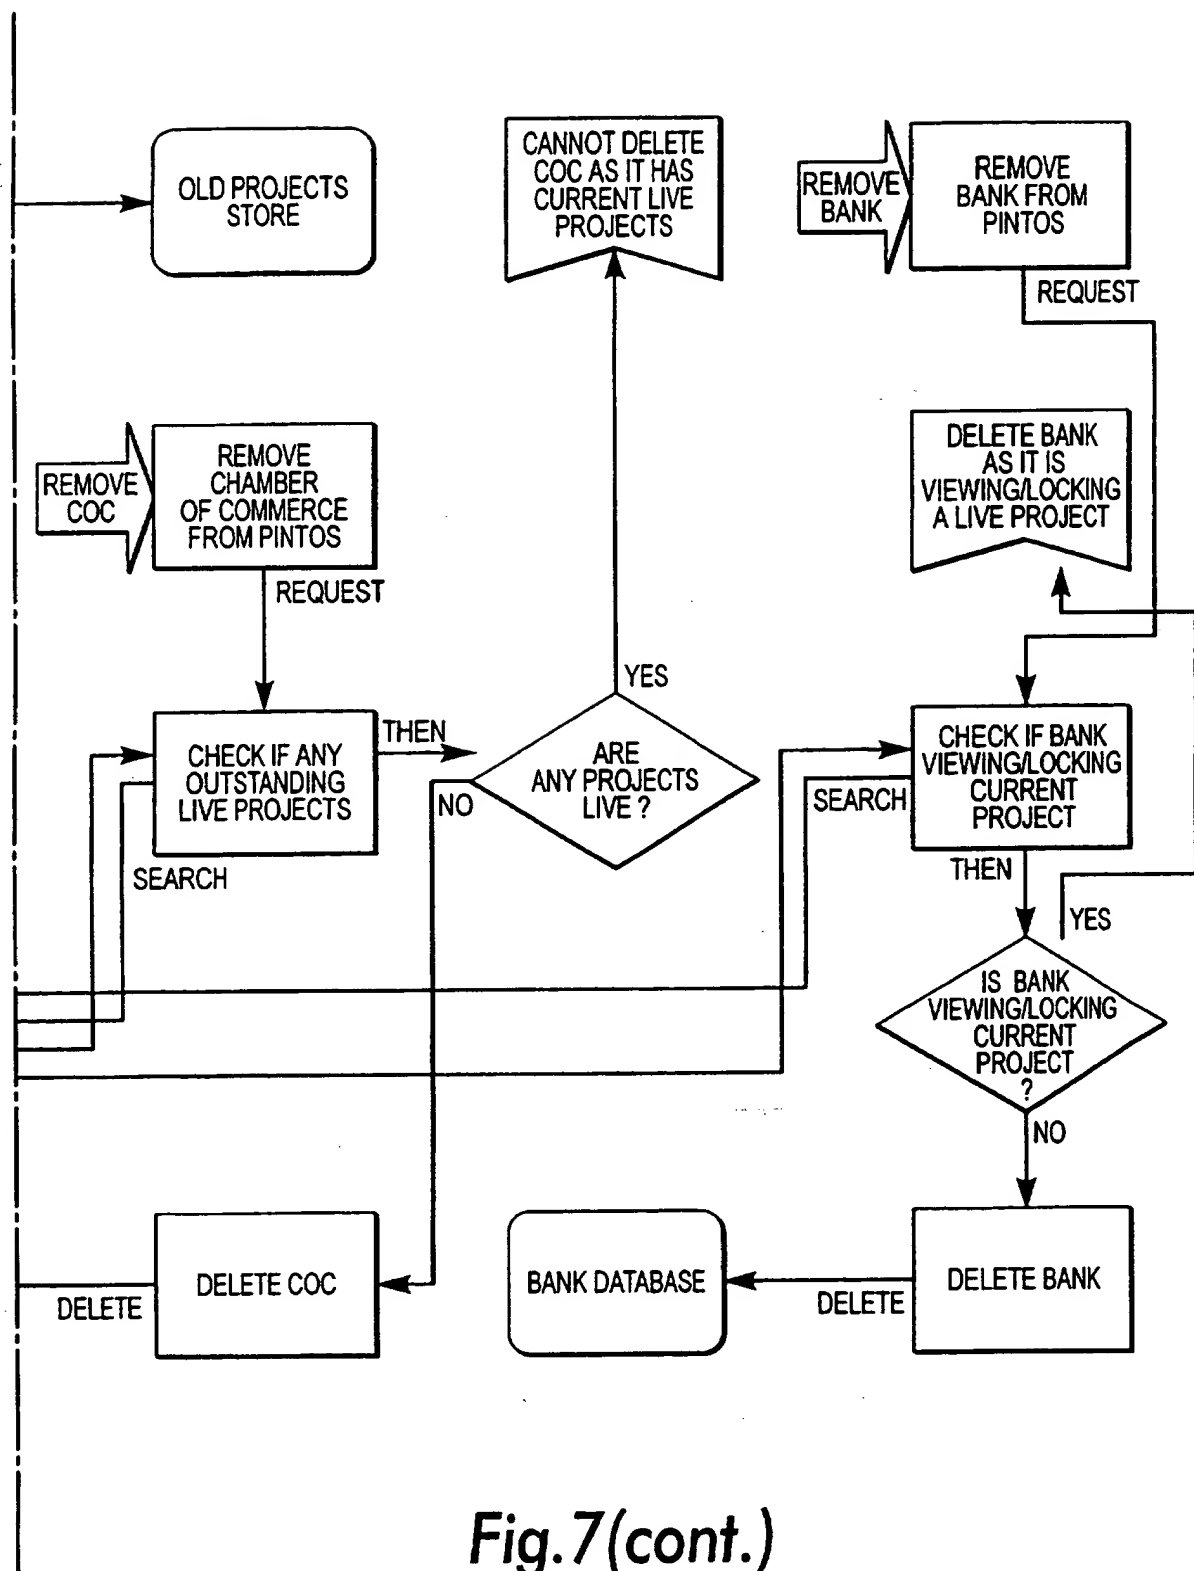 OLD PROJECTS
STORE
CANNOT DELETE
COC AS IT HAS
CURRENT LIVE
PROJECTS
REMOVE
BANK
REMOVE
BANK FROM
PINTOS
REQUEST
REMOVE
COC
REMOVE
CHAMBER
OF COMMERCE
FROM PINTOS
REQUEST
DELETE BANK
AS IT IS
VIEWING/LOCKING
A LIVE PROJECT
YES
CHECK IF ANY
OUTSTANDING
LIVE PROJECTS
THEN
SEARCH
ARE
ANY PROJECTS
LIVE ?
NO
SEARCH
CHECK IF BANK
VIEWING/LOCKING
CURRENT
PROJECT
THEN
YES
IS BANK
VIEWING/LOCKING
CURRENT
PROJECT
?
NO
DELETE COC
DELETE
BANK DATABASE
DELETE
DELETE BANK
Fig.7(cont.)